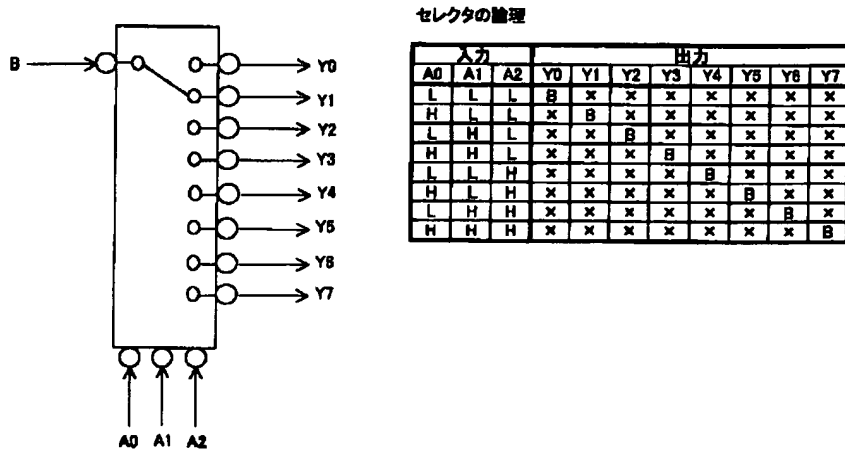 セレクタの論理
B
Y0
Y1
Y2
Y3
Y4
Y5
Y6
Y7
A0 A1 A2
入力 出力
A0 A1 A2 Y0 Y1 Y2 Y3 Y4 Y5 Y6 Y7
L L L B × × × × × × ×
H L L × B × × × × × ×
L H L × × B × × × × ×
H H L × × × B × × × ×
L L H × × × × B × × ×
H L H × × × × × B × ×
L H H × × × × × × B ×
H H H × × × × × × × B